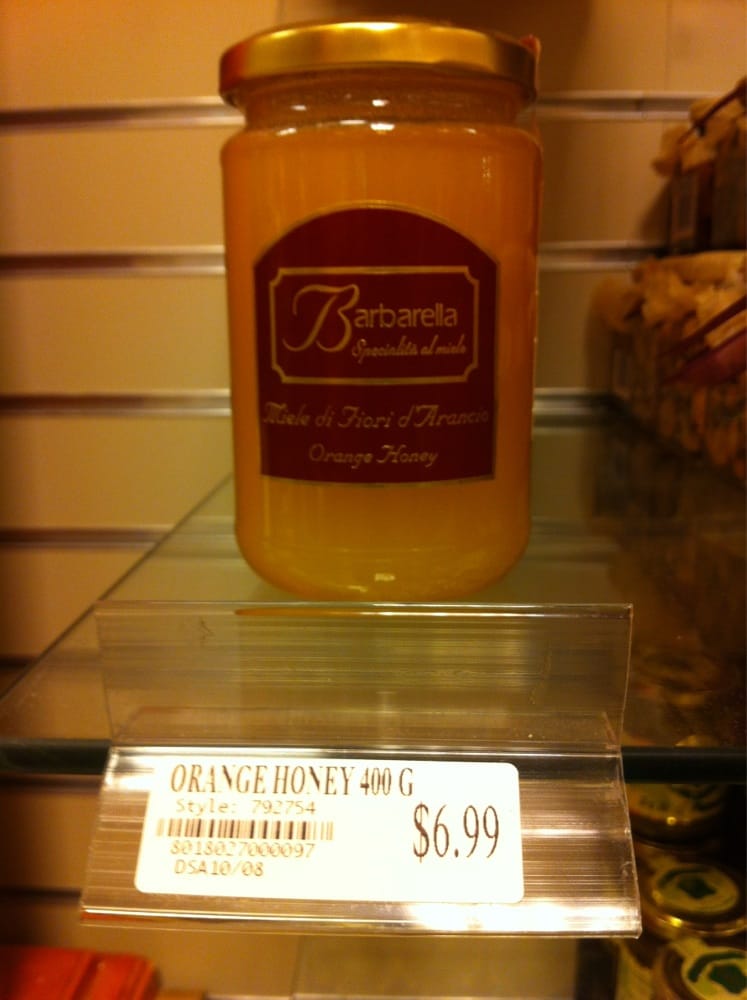 Barbarella
Specialità al miele
Miele di Fiori d'Arancio
Orange Honey
ORANGE HONEY 400 G
Style: 792754
$6.99
8018027000097
DSA10/08